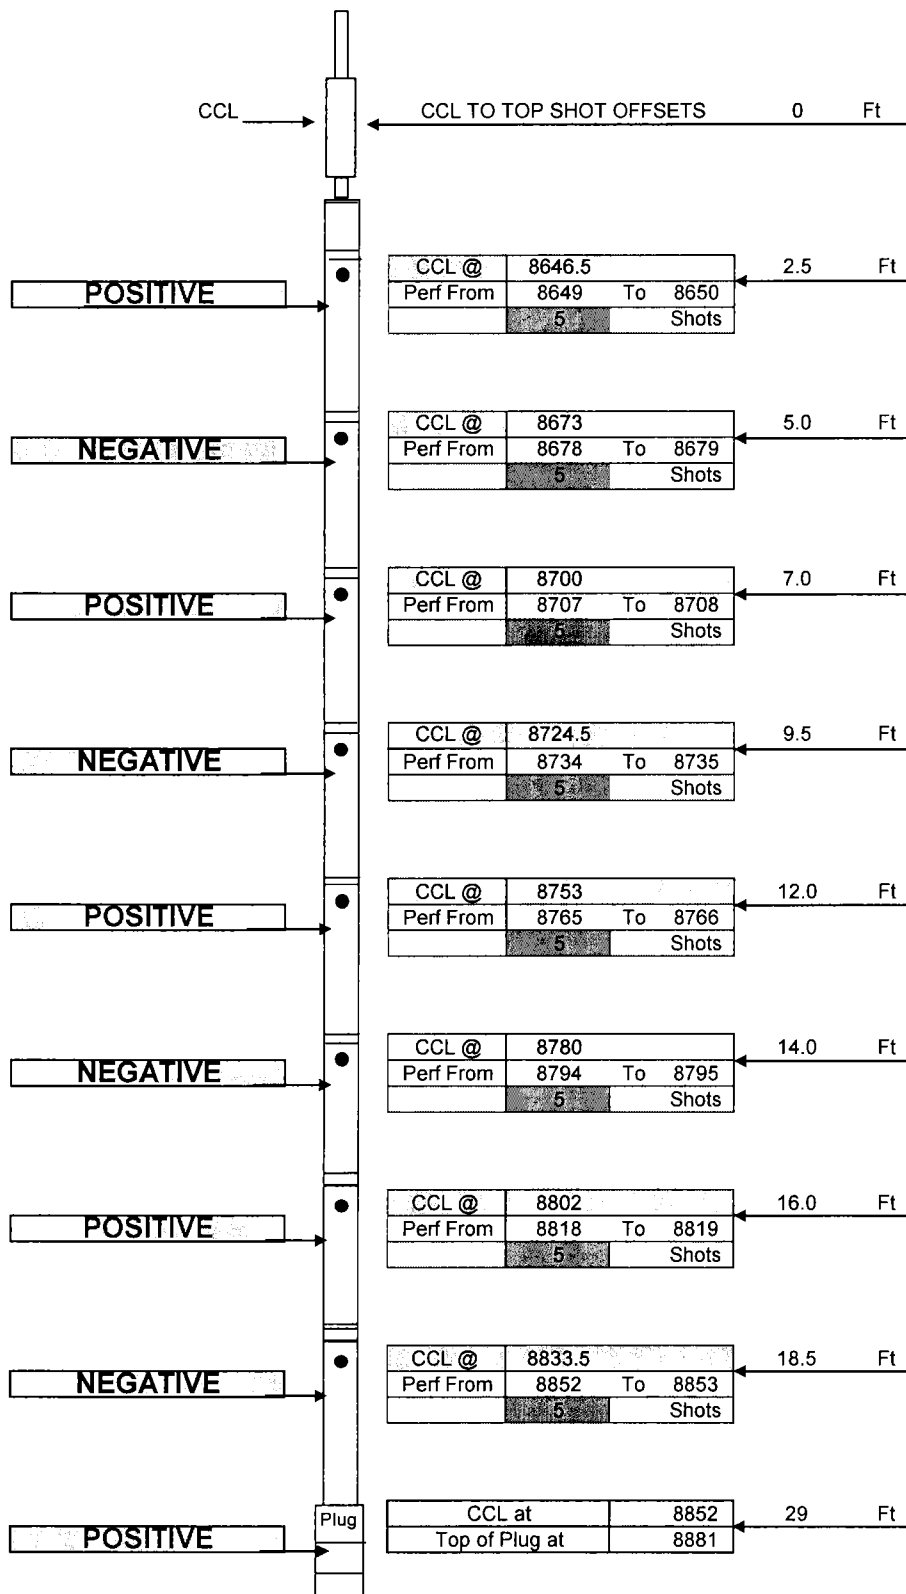 CCL CCL TO TOP SHOT OFFSETS 0 Ft
CCL @ 8646.5 2.5 Ft
POSITIVE Perf From 8649 To 8650
5 Shots
CCL @ 8673 5.0 Ft
NEGATIVE Perf From 8678 To 8679
5 Shots
CCL @ 8700 7.0 Ft
POSITIVE Perf From 8707 To 8708
5 Shots
CCL @ 8724.5 9.5 Ft
NEGATIVE Perf From 8734 To 8735
5 Shots
CCL @ 8753 12.0 Ft
POSITIVE Perf From 8765 To 8766
5 Shots
CCL @ 8780 14.0 Ft
NEGATIVE Perf From 8794 To 8795
5 Shots
CCL @ 8802 16.0 Ft
POSITIVE Perf From 8818 To 8819
5 Shots
CCL @ 8833.5 18.5 Ft
NEGATIVE Perf From 8852 To 8853
5 Shots
Plug CCL at 8852 29 Ft
POSITIVE Top of Plug at 8881